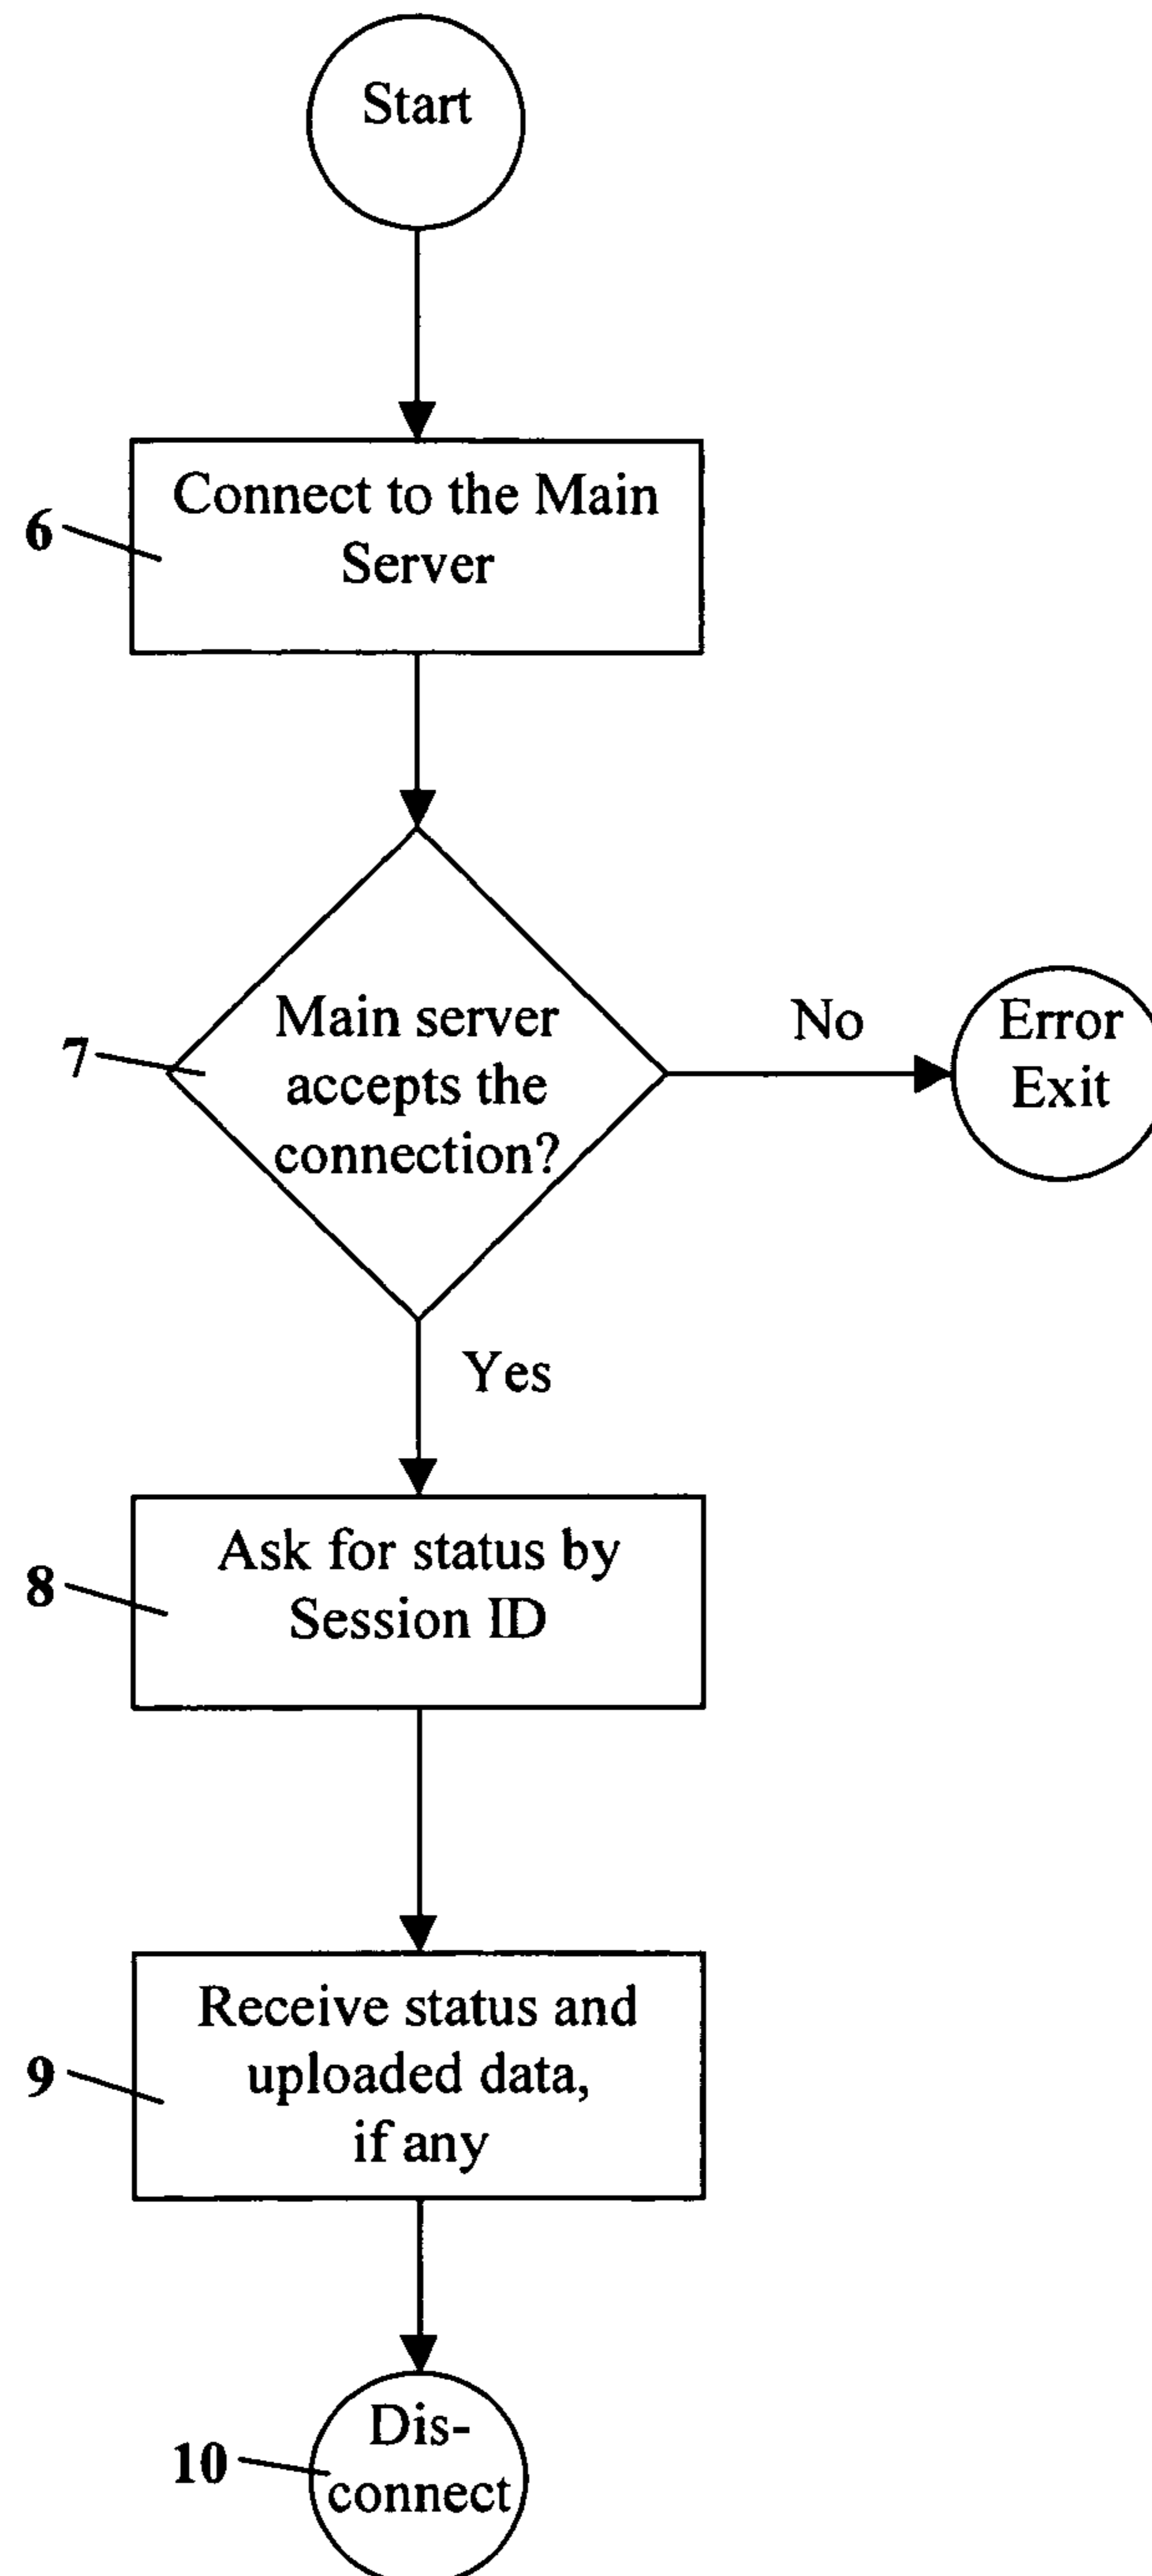 Start
Connect to the Main
Server
6
Main server
accepts the
connection?
7
No
Error
Exit
Yes
Ask for status by
Session ID
8
Receive status and
uploaded data,
if any
9
Dis-
connect
10